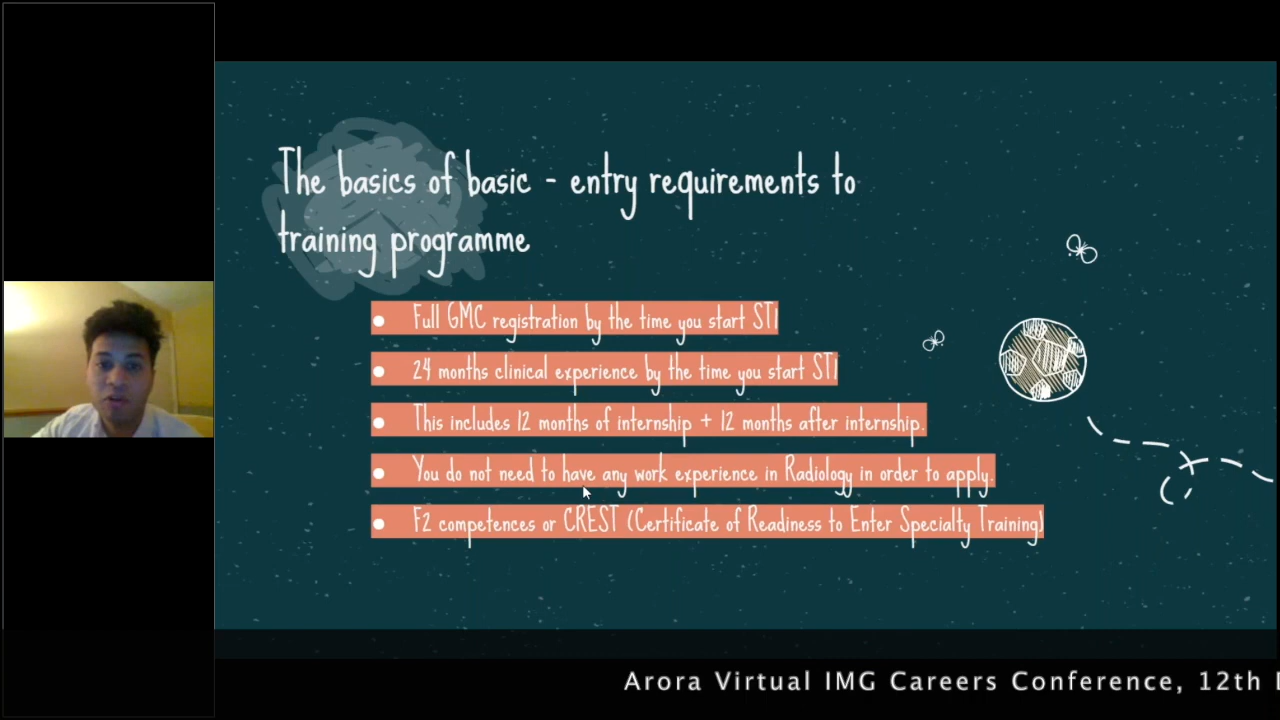 The basics of basic - entry requirements to
training programme
Full GMC registration by the time you start ST1
24 months clinical experience by the time you start ST1
This includes 12 months of internship + 12 months after internship.
You do not need to have any work experience in Radiology in order to apply.
F2 competences or CREST (Certificate of Readiness to Enter Specialty Training)
Arora Virtual IMG Careers Conference, 12th